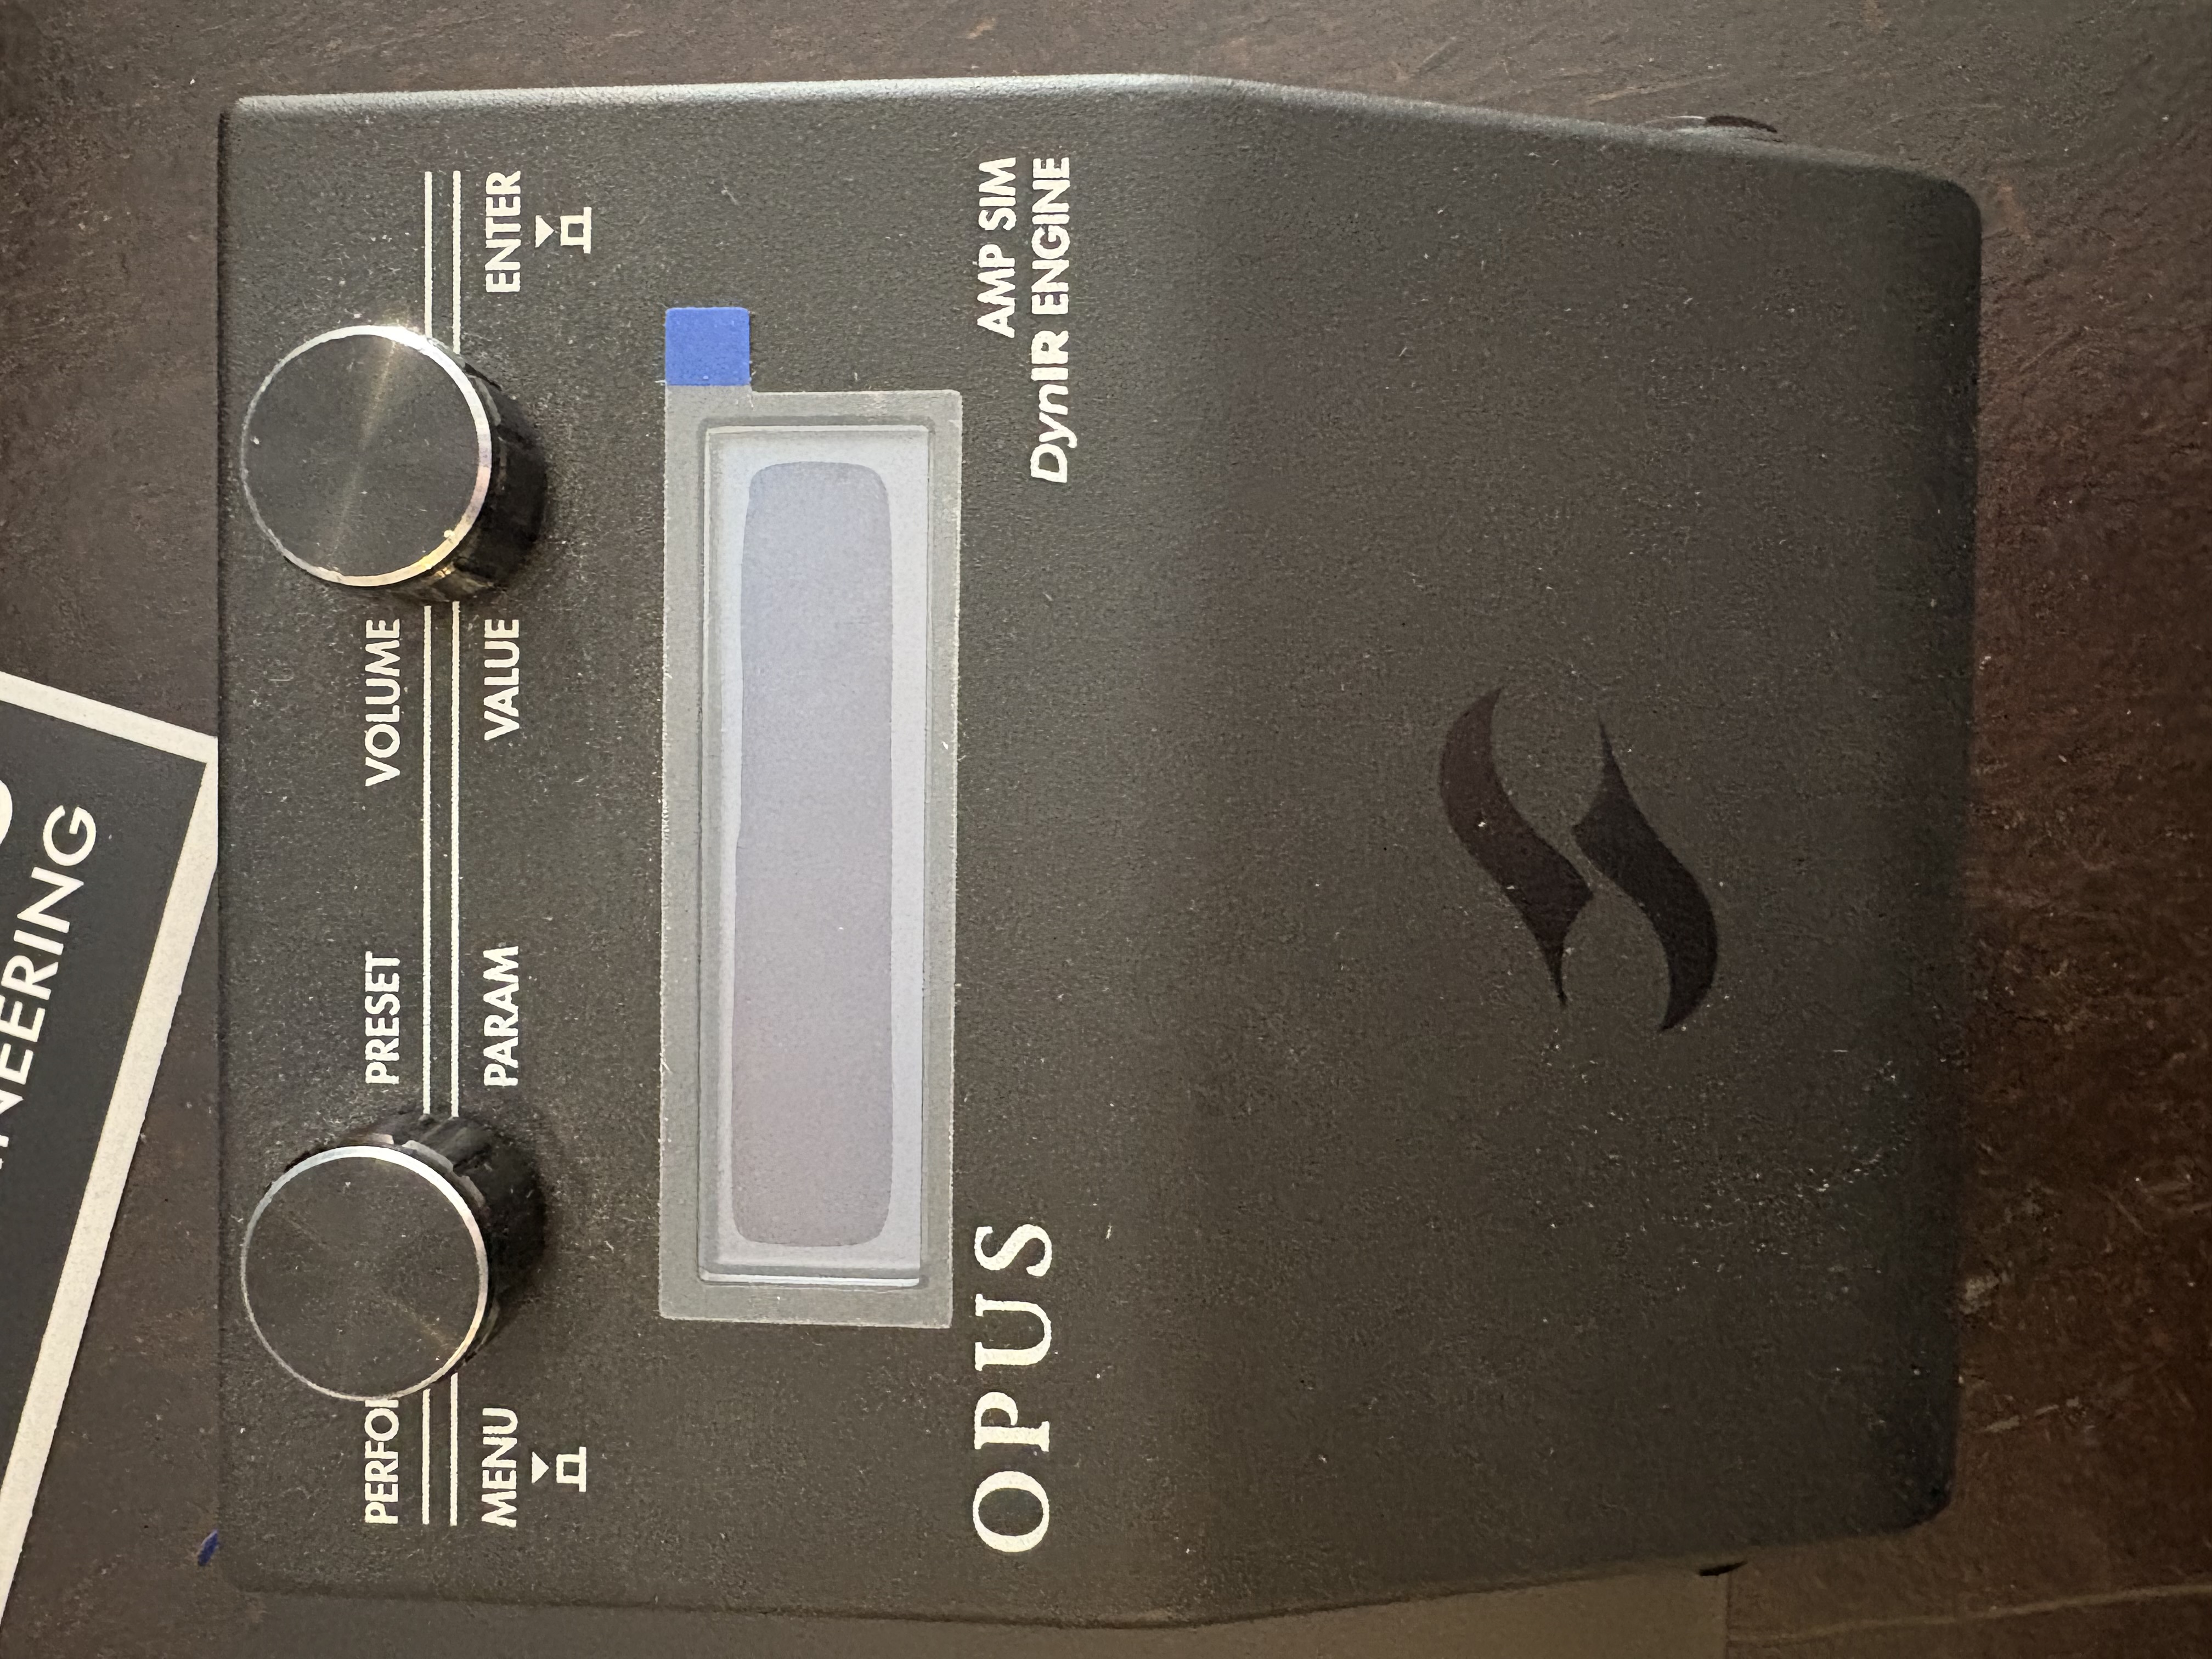 PERFO
PRESET
VOLUME
MENU
PARAM
VALUE
ENTER
OPUS
AMP SIM
DynIR ENGINE
NEERING